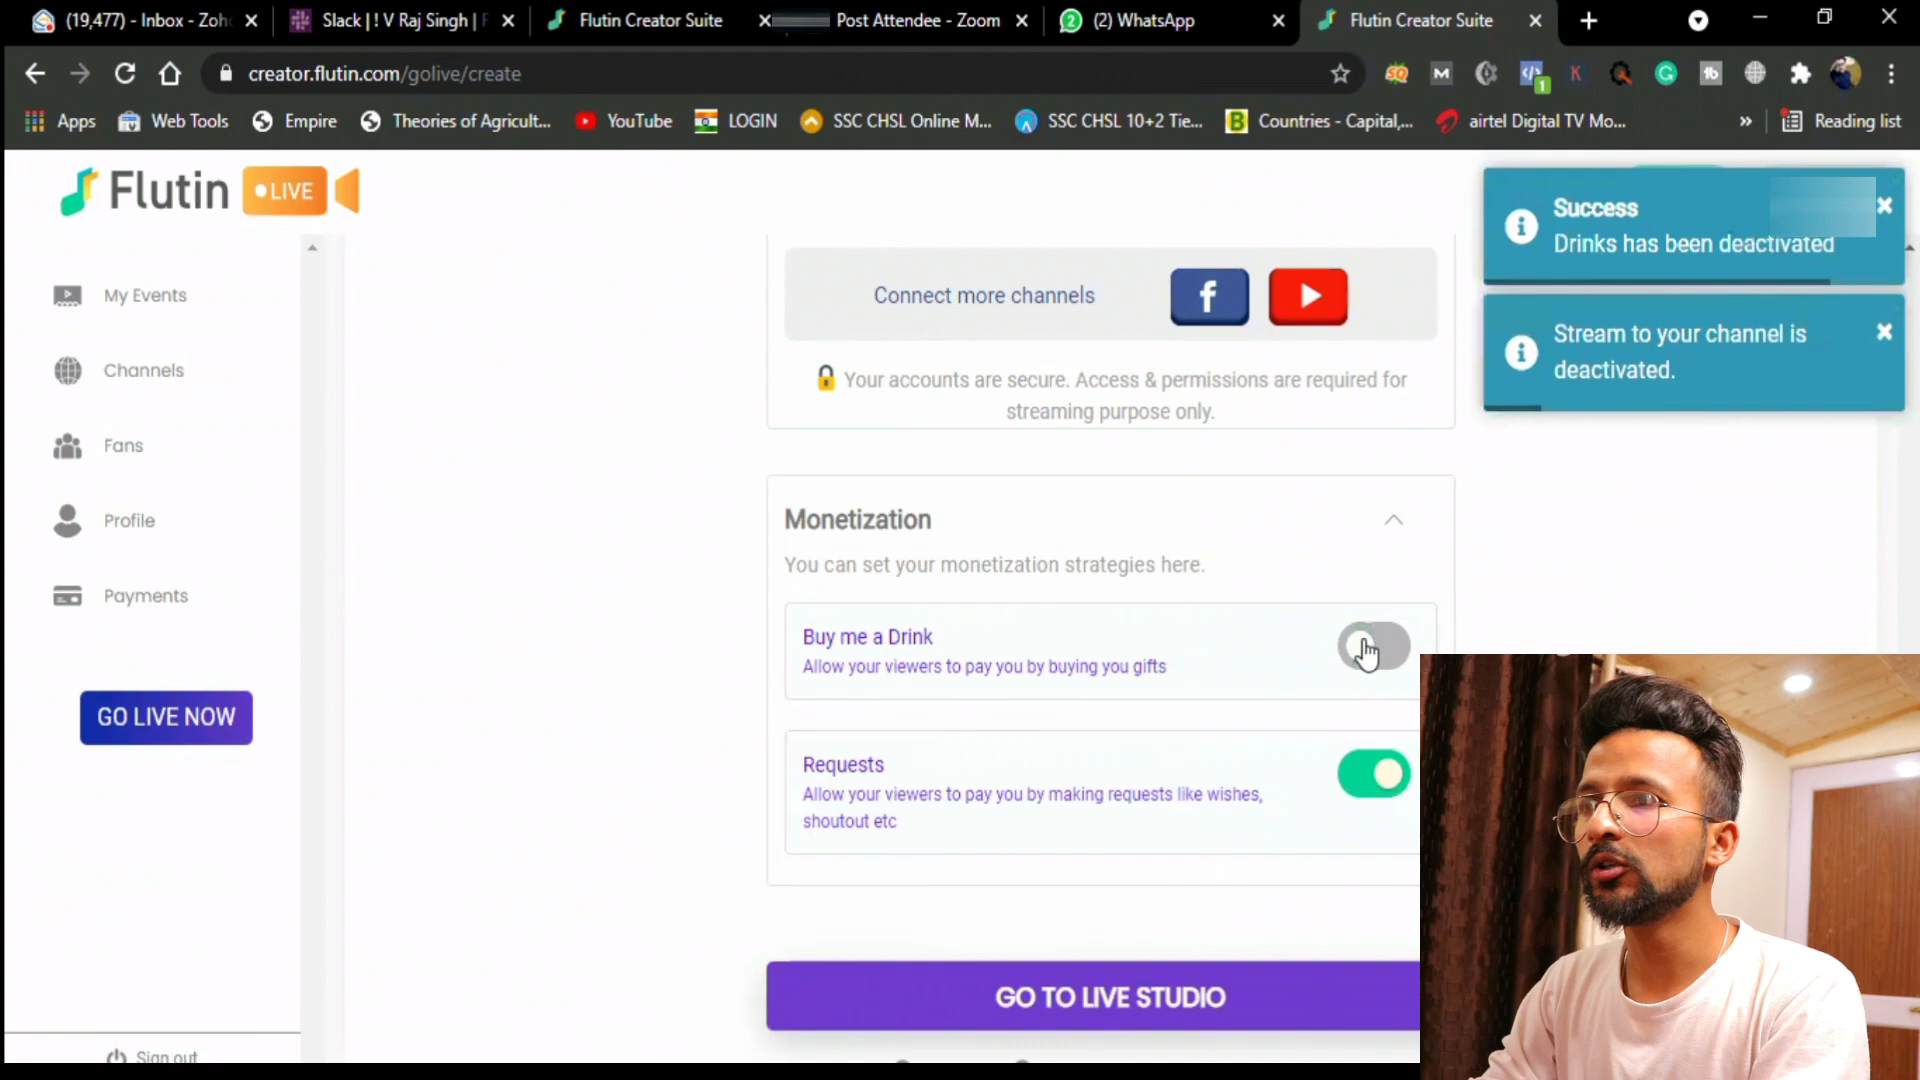 (19,477) - Inbox - Zoho
Slack | ! V Raj Singh | F
Flutin Creator Suite
Post Attendee - Zoom
(2) WhatsApp
Flutin Creator Suite
creator.flutin.com/golive/create
Apps
Web Tools
Empire
Theories of Agricult...
YouTube
LOGIN
SSC CHSL Online M...
SSC CHSL 10+2 Tie...
Countries - Capital,...
airtel Digital TV Mo...
»
Reading list
Flutin
LIVE
Success
Drinks has been deactivated
Stream to your channel is
deactivated.
My Events
Channels
Fans
Profile
Payments
GO LIVE NOW
Sign out
Connect more channels
Your accounts are secure. Access & permissions are required for
streaming purpose only.
Monetization
You can set your monetization strategies here.
Buy me a Drink
Allow your viewers to pay you by buying you gifts
Requests
Allow your viewers to pay you by making requests like wishes,
shoutout etc
GO TO LIVE STUDIO